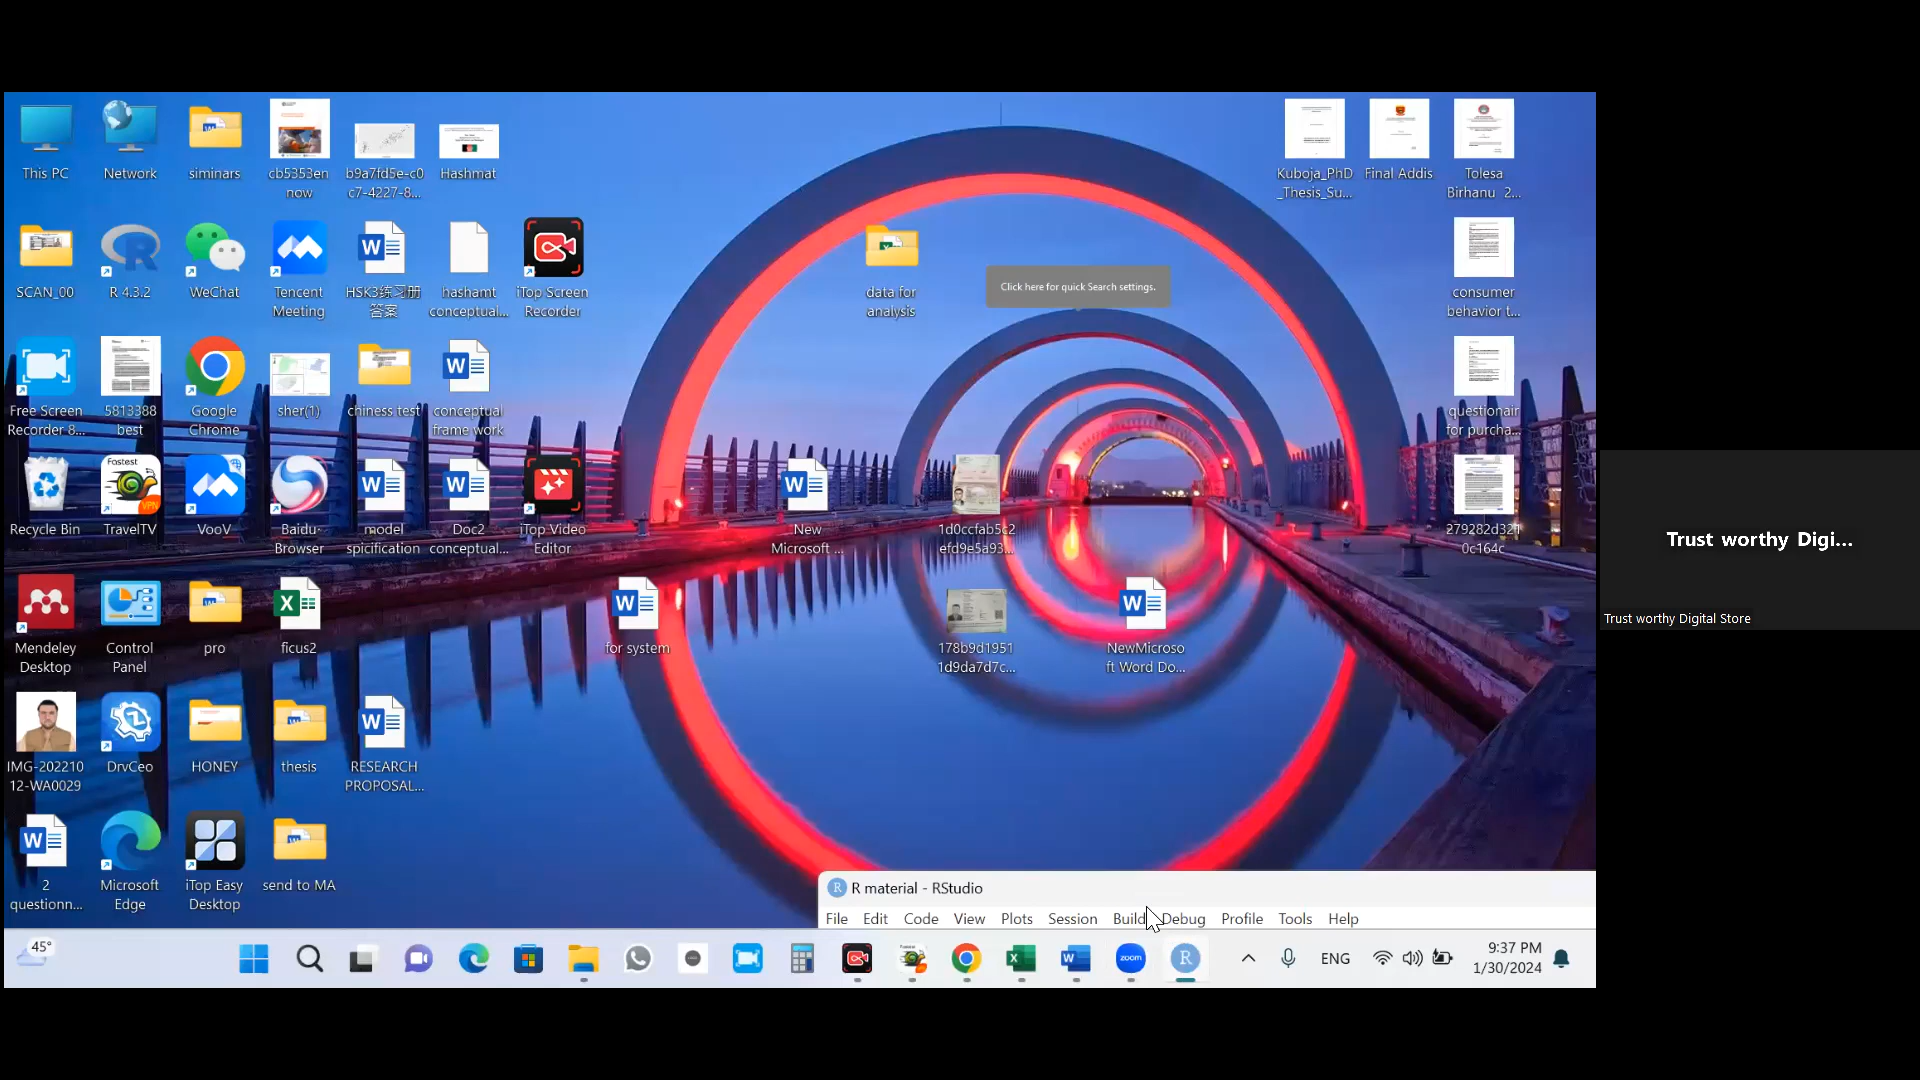 This PC
Network
siminars
cb5353en
now
b9a7fd5e-c0
c7-4227-8...
Hashmat
Kuboja_PhD
_Thesis_Su...
Final Addis
Tolesa
Birhanu 2...
SCAN_00
R 4.3.2
WeChat
Tencent
Meeting
HSK3练习册
答案
hashamt
conceptual...
iTop Screen
Recorder
data for
analysis
Click here for quick Search settings.
consumer
behavior t...
Free Screen
Recorder 8...
5813388
best
Google
Chrome
sher(1)
chiness test
conceptual
frame work
questionair
for purcha...
Fastest
VPN
Recycle Bin
TravelTV
VooV
Baidu-
Browser
model
spicification
Doc2
conceptual...
iTop Video
Editor
New
Microsoft ...
1d0ccfab5c2
efd9e5a93...
279282d321
0c164c
Trust worthy Digi...
Trust worthy Digital Store
Mendeley
Desktop
Control
Panel
pro
ficus2
for system
178b9d1951
1d9da7d7c...
NewMicroso
ft Word Do...
IMG-202210
12-WA0029
DrvCeo
HONEY
thesis
RESEARCH
PROPOSAL...
2
questionn...
Microsoft
Edge
iTop Easy
Desktop
send to MA
R material - RStudio
File Edit Code View Plots Session Build Debug Profile Tools Help
45°
zoom
ENG
9:37 PM
1/30/2024